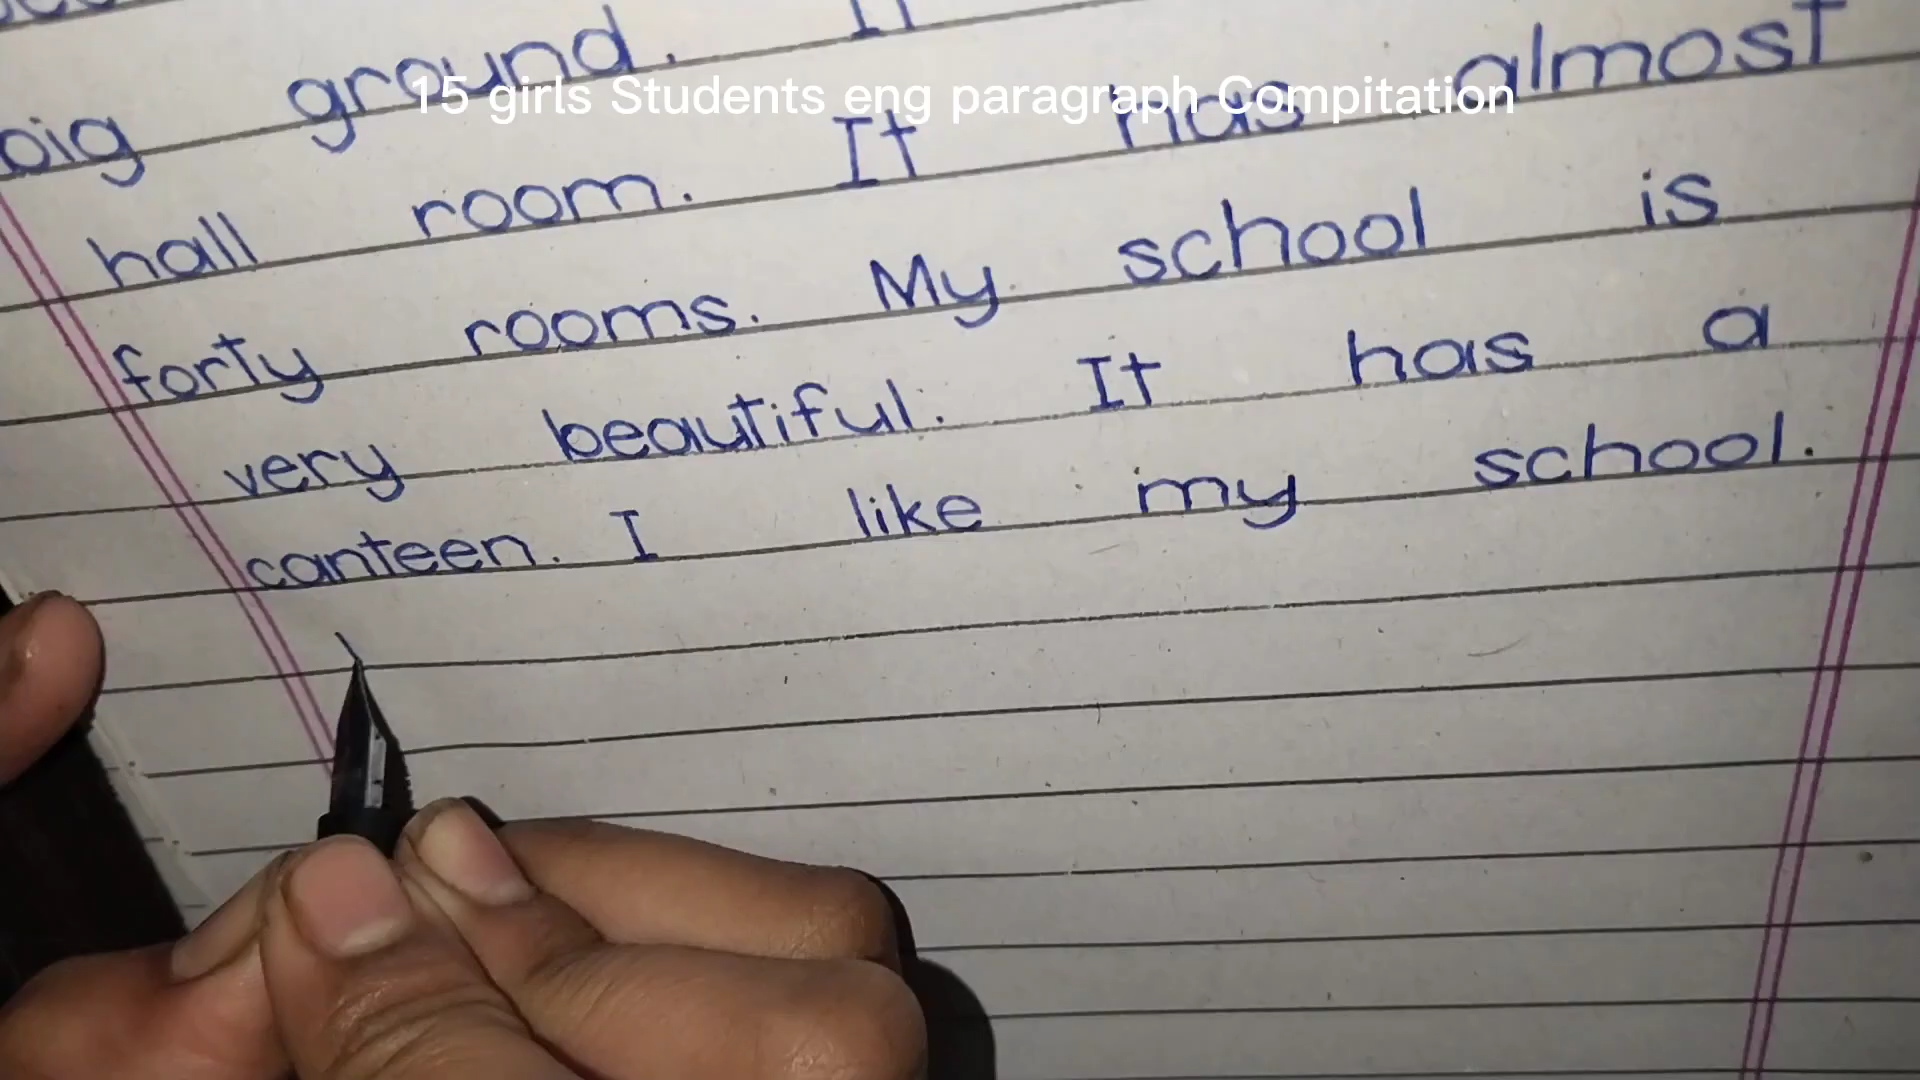 big ground. It
15 girls Students eng paragraph Compitation
hall room. It has almost
forty rooms. My school is
very beautiful. It has a
canteen. I like my school.